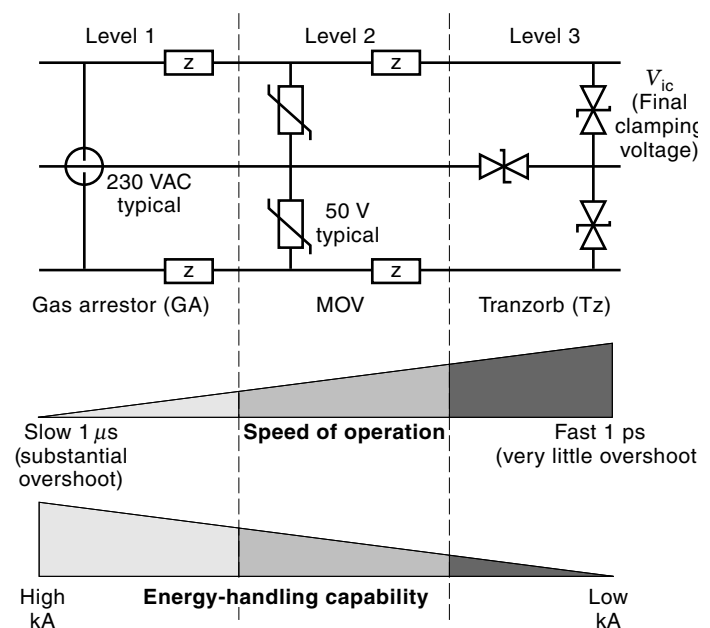 Level 1
Level 2
Level 3
z
z
V_ic
(Final
clamping
voltage)
230 VAC
typical
50 V
typical
z
z
Gas arrestor (GA)
MOV
Tranzorb (Tz)
Slow 1 μs
(substantial
overshoot)
Speed of operation
Fast 1 ps
(very little overshoot
High
kA
Energy-handling capability
Low
kA